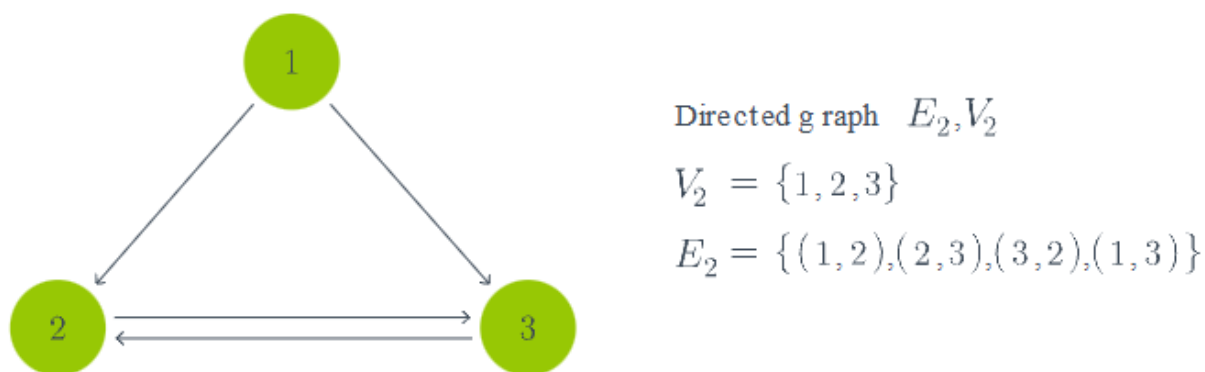 1
2
3
Directed g raph E₂,V₂
V₂ = {1,2,3}
E₂ = {(1,2),(2,3),(3,2),(1,3)}